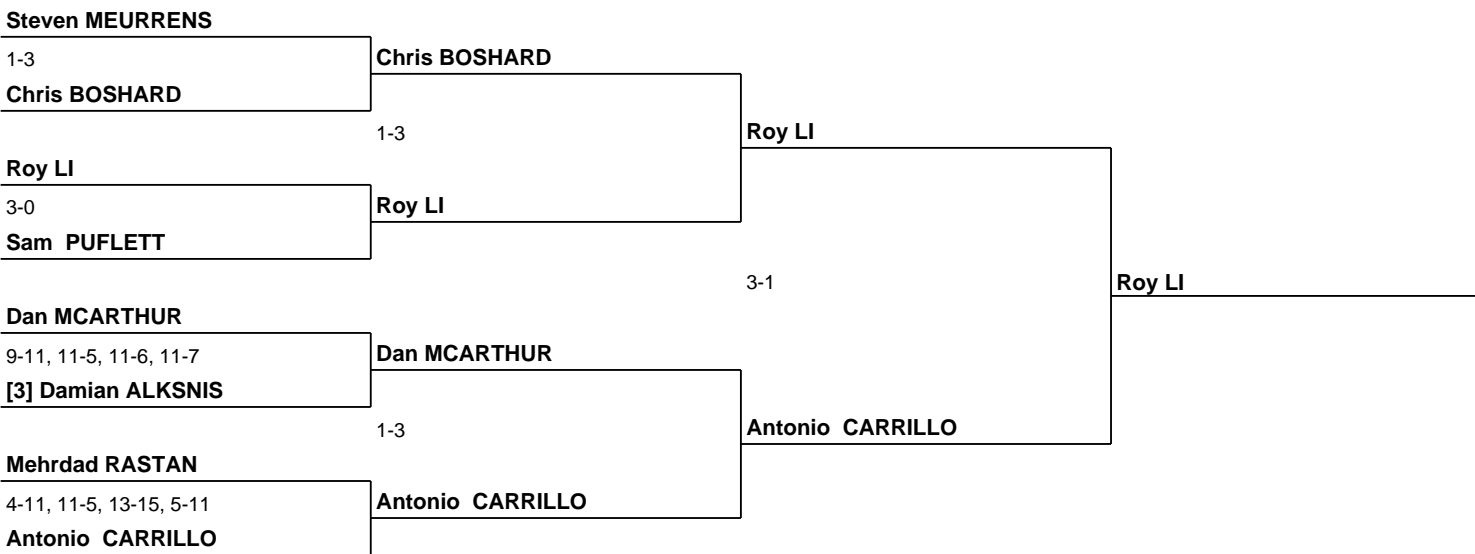 Steven MEURRENS
1-3
Chris BOSHARD
Chris BOSHARD
1-3
Roy LI
Roy LI
3-0
Roy LI
Sam PUFLETT
3-1
Roy LI
Dan MCARTHUR
9-11, 11-5, 11-6, 11-7
Dan MCARTHUR
[3] Damian ALKSNIS
1-3
Antonio CARRILLO
Mehrdad RASTAN
4-11, 11-5, 13-15, 5-11
Antonio CARRILLO
Antonio CARRILLO